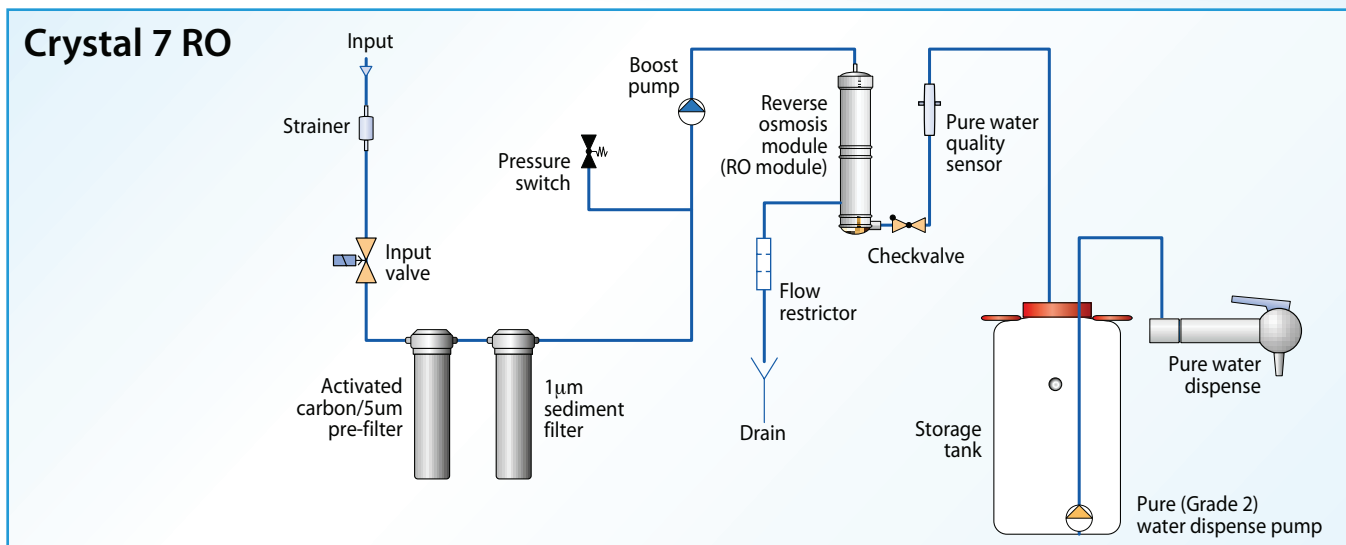 Crystal 7 RO
Input
Strainer
Input
valve
Activated
carbon/5um
pre-filter
1μm
sediment
filter
Pressure
switch
Boost
pump
Reverse
osmosis
module
(RO module)
Checkvalve
Pure water
quality
sensor
Flow
restrictor
Drain
Storage
tank
Pure water
dispense
Pure (Grade 2)
water dispense pump